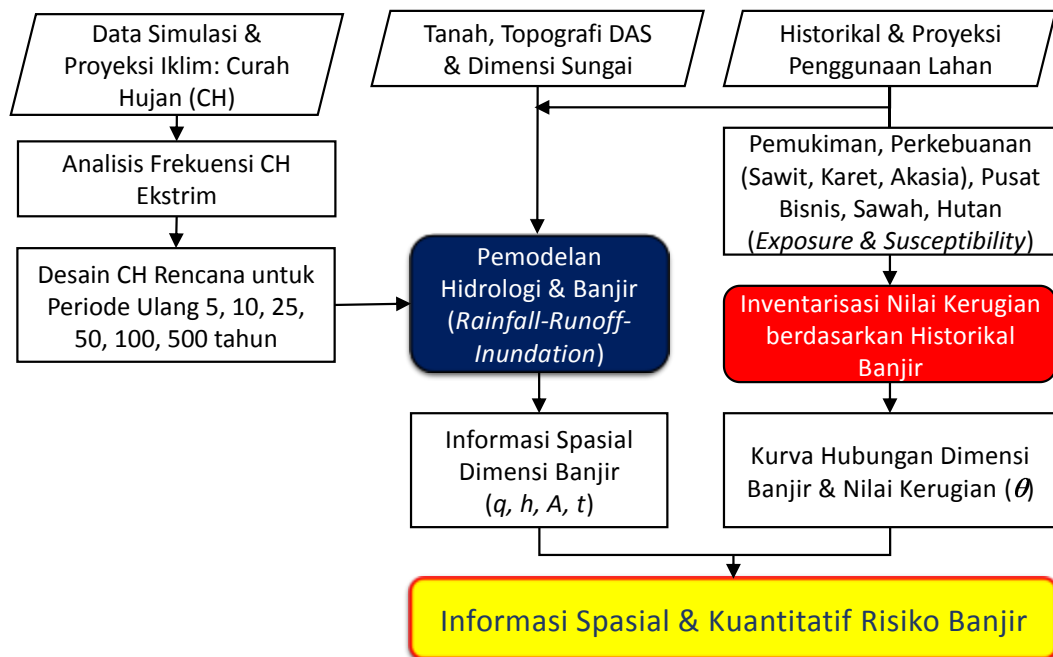 Data Simulasi &
Proyeksi Iklim: Curah
Hujan (CH)
Tanah, Topografi DAS
& Dimensi Sungai
Historikal & Proyeksi
Penggunaan Lahan
Analisis Frekuensi CH
Ekstrim
Pemukiman, Perkebuanan
(Sawit, Karet, Akasia), Pusat
Bisnis, Sawah, Hutan
(Exposure & Susceptibility)
Desain CH Rencana untuk
Periode Ulang 5, 10, 25,
50, 100, 500 tahun
Pemodelan
Hidrologi & Banjir
(Rainfall-Runoff-
Inundation)
Inventarisasi Nilai Kerugian
berdasarkan Historikal
Banjir
Informasi Spasial
Dimensi Banjir
(q, h, A, t)
Kurva Hubungan Dimensi
Banjir & Nilai Kerugian (θ)
Informasi Spasial & Kuantitatif Risiko Banjir